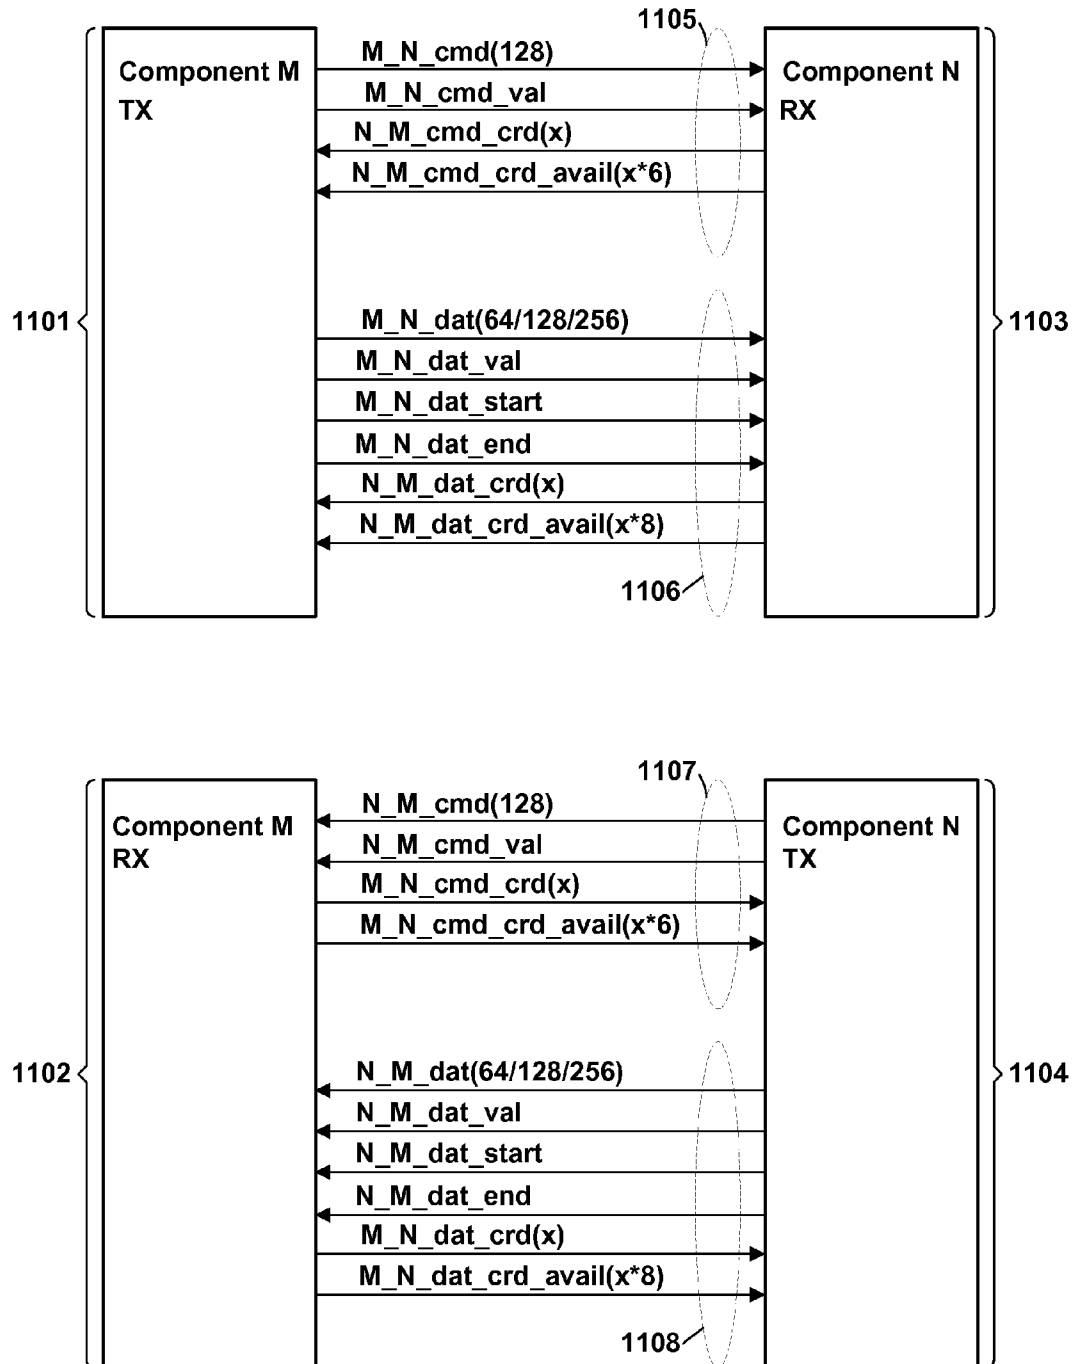 1105
Component M
TX
M_N_cmd(128)
M_N_cmd_val
N_M_cmd_crd(x)
N_M_cmd_crd_avail(x*6)
Component N
RX
1101
M_N_dat(64/128/256)
M_N_dat_val
M_N_dat_start
M_N_dat_end
N_M_dat_crd(x)
N_M_dat_crd_avail(x*8)
1103
1106
1107
Component M
RX
N_M_cmd(128)
N_M_cmd_val
M_N_cmd_crd(x)
M_N_cmd_crd_avail(x*6)
Component N
TX
1102
N_M_dat(64/128/256)
N_M_dat_val
N_M_dat_start
N_M_dat_end
M_N_dat_crd(x)
M_N_dat_crd_avail(x*8)
1104
1108